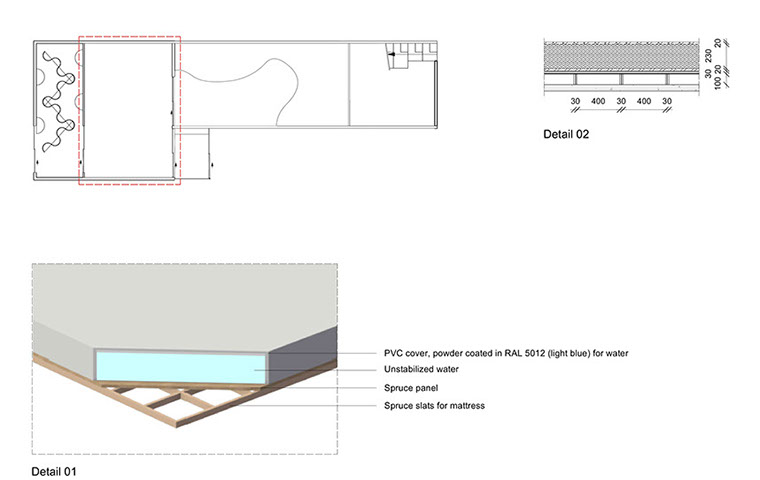 20
230
20
30
100
30 400 30 400 30
Detail 02
PVC cover, powder coated in RAL 5012 (light blue) for water
Unstabilized water
Spruce panel
Spruce slats for mattress
Detail 01